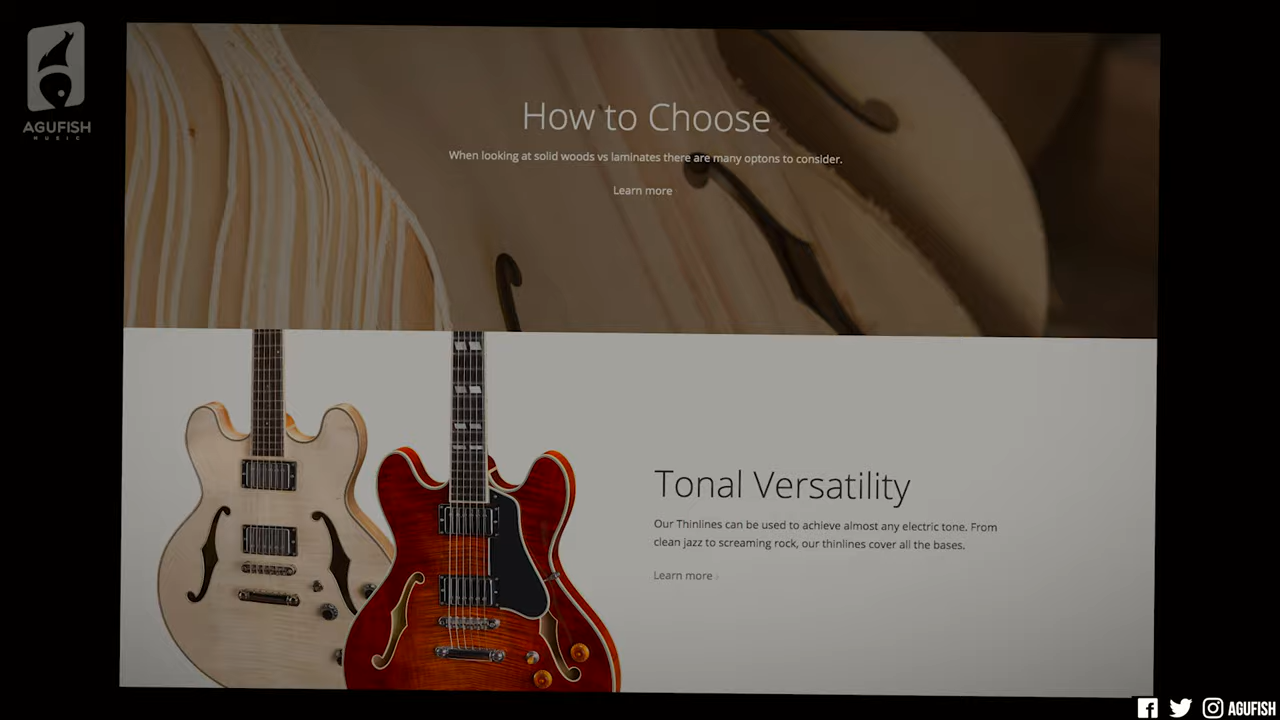 AGUFISH
MUSIC
How to Choose
When looking at solid woods vs laminates there are many optons to consider.
Learn more
Tonal Versatility
Our Thinlines can be used to achieve almost any electric tone. From
clean jazz to screaming rock, our thinlines cover all the bases.
Learn more ›
AGUFISH